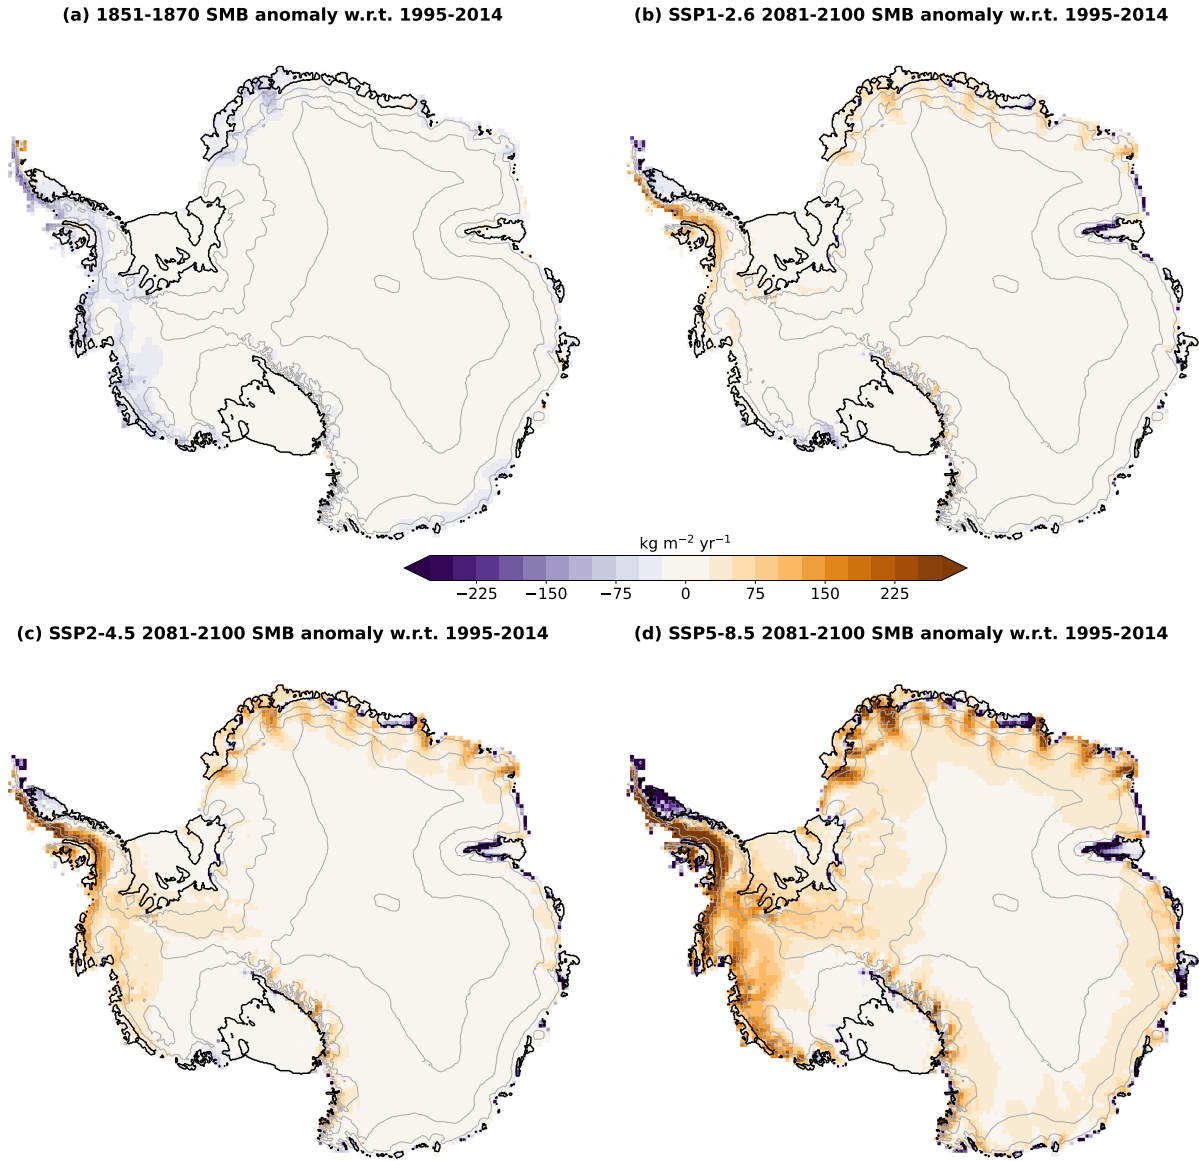 (a) 1851-1870 SMB anomaly w.r.t. 1995-2014
(b) SSP1-2.6 2081-2100 SMB anomaly w.r.t. 1995-2014
kg m⁻² yr⁻¹
−225 −150 −75 0 75 150 225
(c) SSP2-4.5 2081-2100 SMB anomaly w.r.t. 1995-2014
(d) SSP5-8.5 2081-2100 SMB anomaly w.r.t. 1995-2014